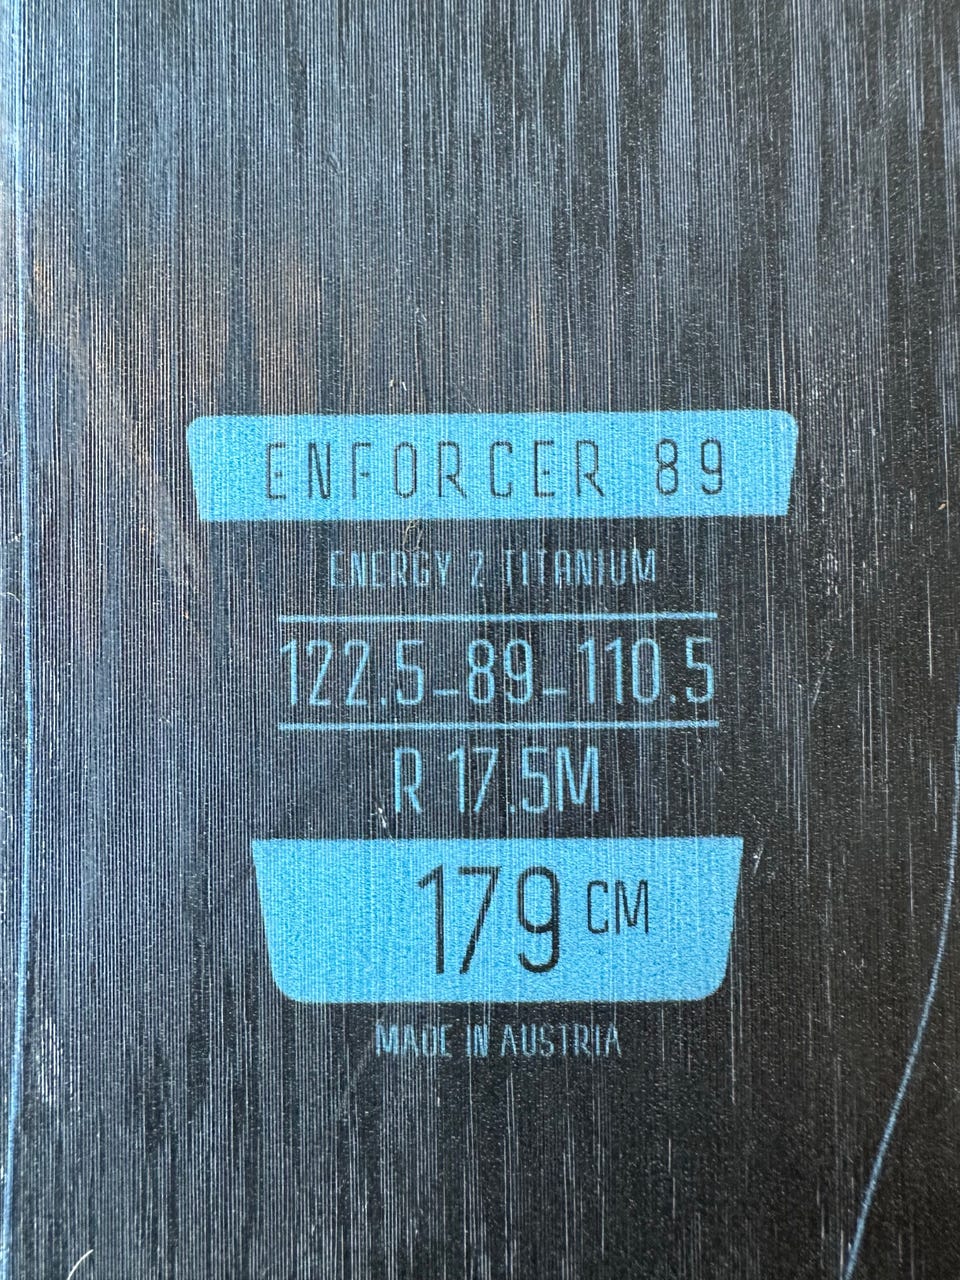 ENFORCER 89
ENERGY 2 TITANIUM
122.5-89-110.5
R 17.5M
179 CM
MADE IN AUSTRIA